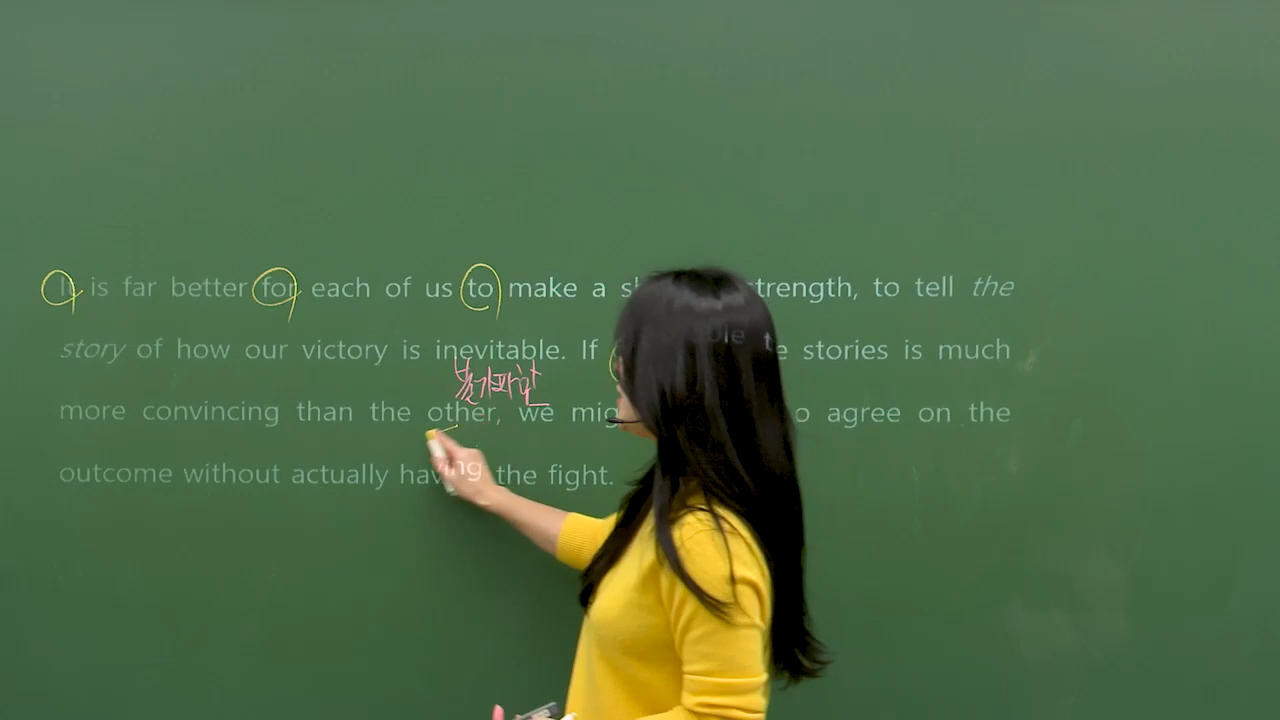 It is far better for each of us to make a strength, to tell the
story of how our victory is inevitable. If stories is much
불가피한
more convincing than the other, we agree on the
outcome without actually having the fight.